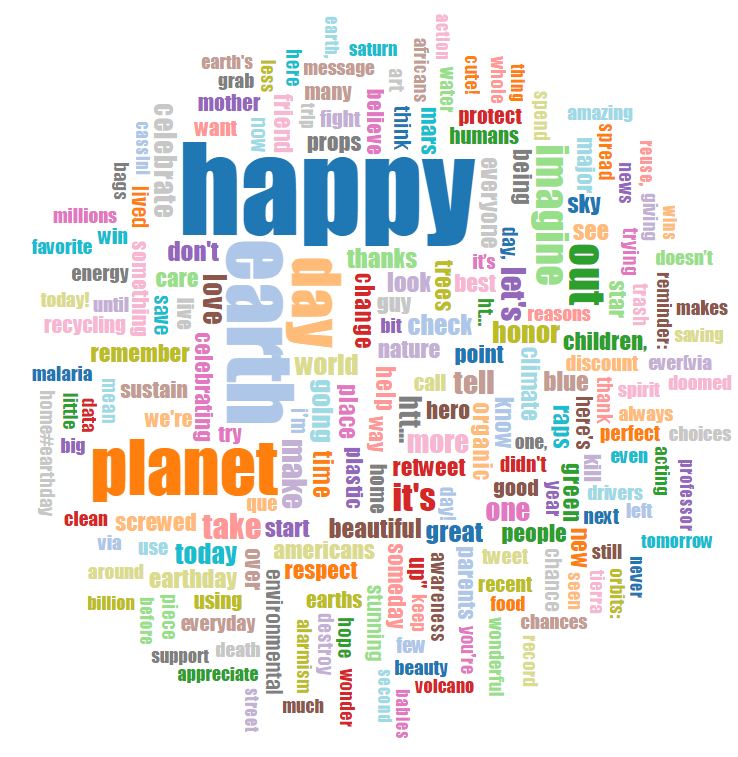 earth,
saturn
action
africans
earth's
grab
less
here
message
art
water
cute!
whole
thing
mother
many
friend
trip
fight
believe
think
mars
protect
humans
spend
amazing
want
now
props
celebrate
cassini
bags
lived
happy
everyone
being
imagine
major
spread
news
reuse,
giving
wins
sky
see
out
trying
doesn't
millions
win
favorite
something
don't
care
love
earth
day
thanks
change
look
guy
trees
it's
best
day,
let's
ht...
reasons
star
trash
reminder:
makes
saving
energy
today!
until
recycling
save
live
bit
check
honor
children,
remember
celebrating
world
nature
point
climate
discount
ever(via
malaria
mean
sustain
we're
try
going
i'm
place
help
way
htt...
call
tell
hero
more
organic
know
one,
blue
raps
here's
thank
spirit
doomed
always
perfect
choices
home#earthday
little
data
big
planet
make
time
plastic
home
retweet
it's
didn't
good
year
green
kill
even
acting
professor
drivers
next
left
que
clean
screwed
take
start
beautiful
great
day!
one
people
new
still
never
tomorrow
via
use
today
over
americans
respect
someday
up"
awareness
parents
tweet
recent
food
chance
seen
tierra
orbits:
around
earthday
environmental
earths
stunning
keep
you're
wonderful
chances
record
billion
before
piece
using
everyday
alarmism
destroy
hope
few
support
death
appreciate
street
much
wonder
second
babies
beauty
volcano